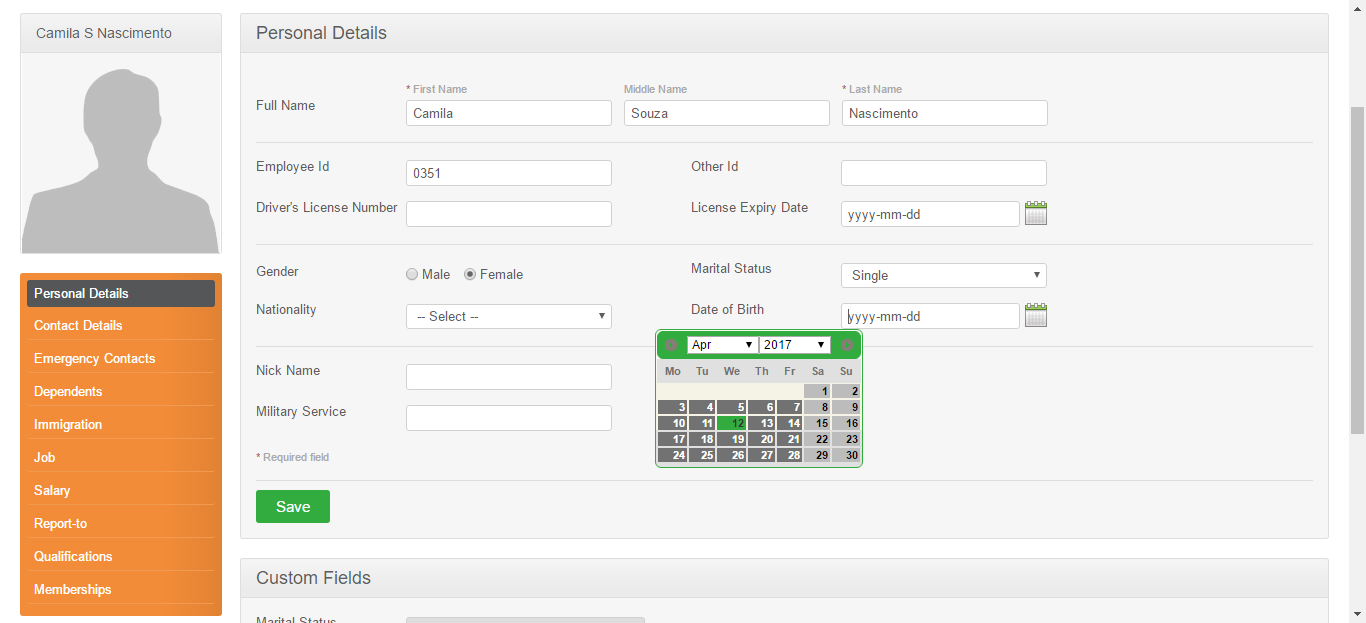 Camila S Nascimento
Personal Details
Contact Details
Emergency Contacts
Dependents
Immigration
Job
Salary
Report-to
Qualifications
Memberships
Personal Details
* First Name Middle Name * Last Name
Full Name Camila Souza Nascimento
Employee Id 0351 Other Id
Driver's License Number License Expiry Date yyyy-mm-dd
Gender Male Female Marital Status Single
Nationality -- Select -- Date of Birth yyyy-mm-dd
Apr 2017
Mo Tu We Th Fr Sa Su
1 2
3 4 5 6 7 8 9
10 11 12 13 14 15 16
17 18 19 20 21 22 23
24 25 26 27 28 29 30
Nick Name
Military Service
* Required field
Save
Custom Fields
Marital Status